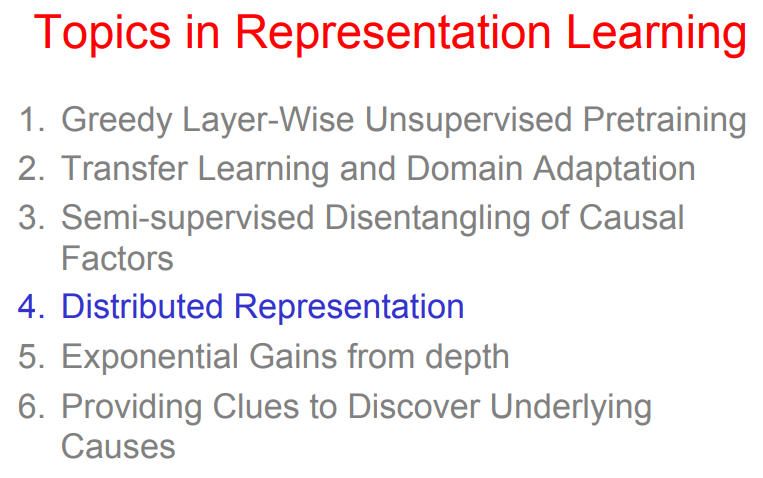 Topics in Representation Learning
1. Greedy Layer-Wise Unsupervised Pretraining
2. Transfer Learning and Domain Adaptation
3. Semi-supervised Disentangling of Causal
Factors
4. Distributed Representation
5. Exponential Gains from depth
6. Providing Clues to Discover Underlying
Causes